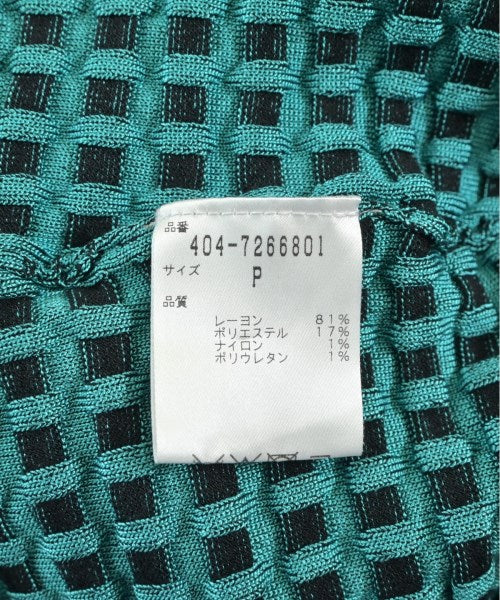 品番
404-7266801
サイズ
P
品質
レーヨン 81%
ポリエステル 17%
ナイロン 1%
ポリウレタン 1%